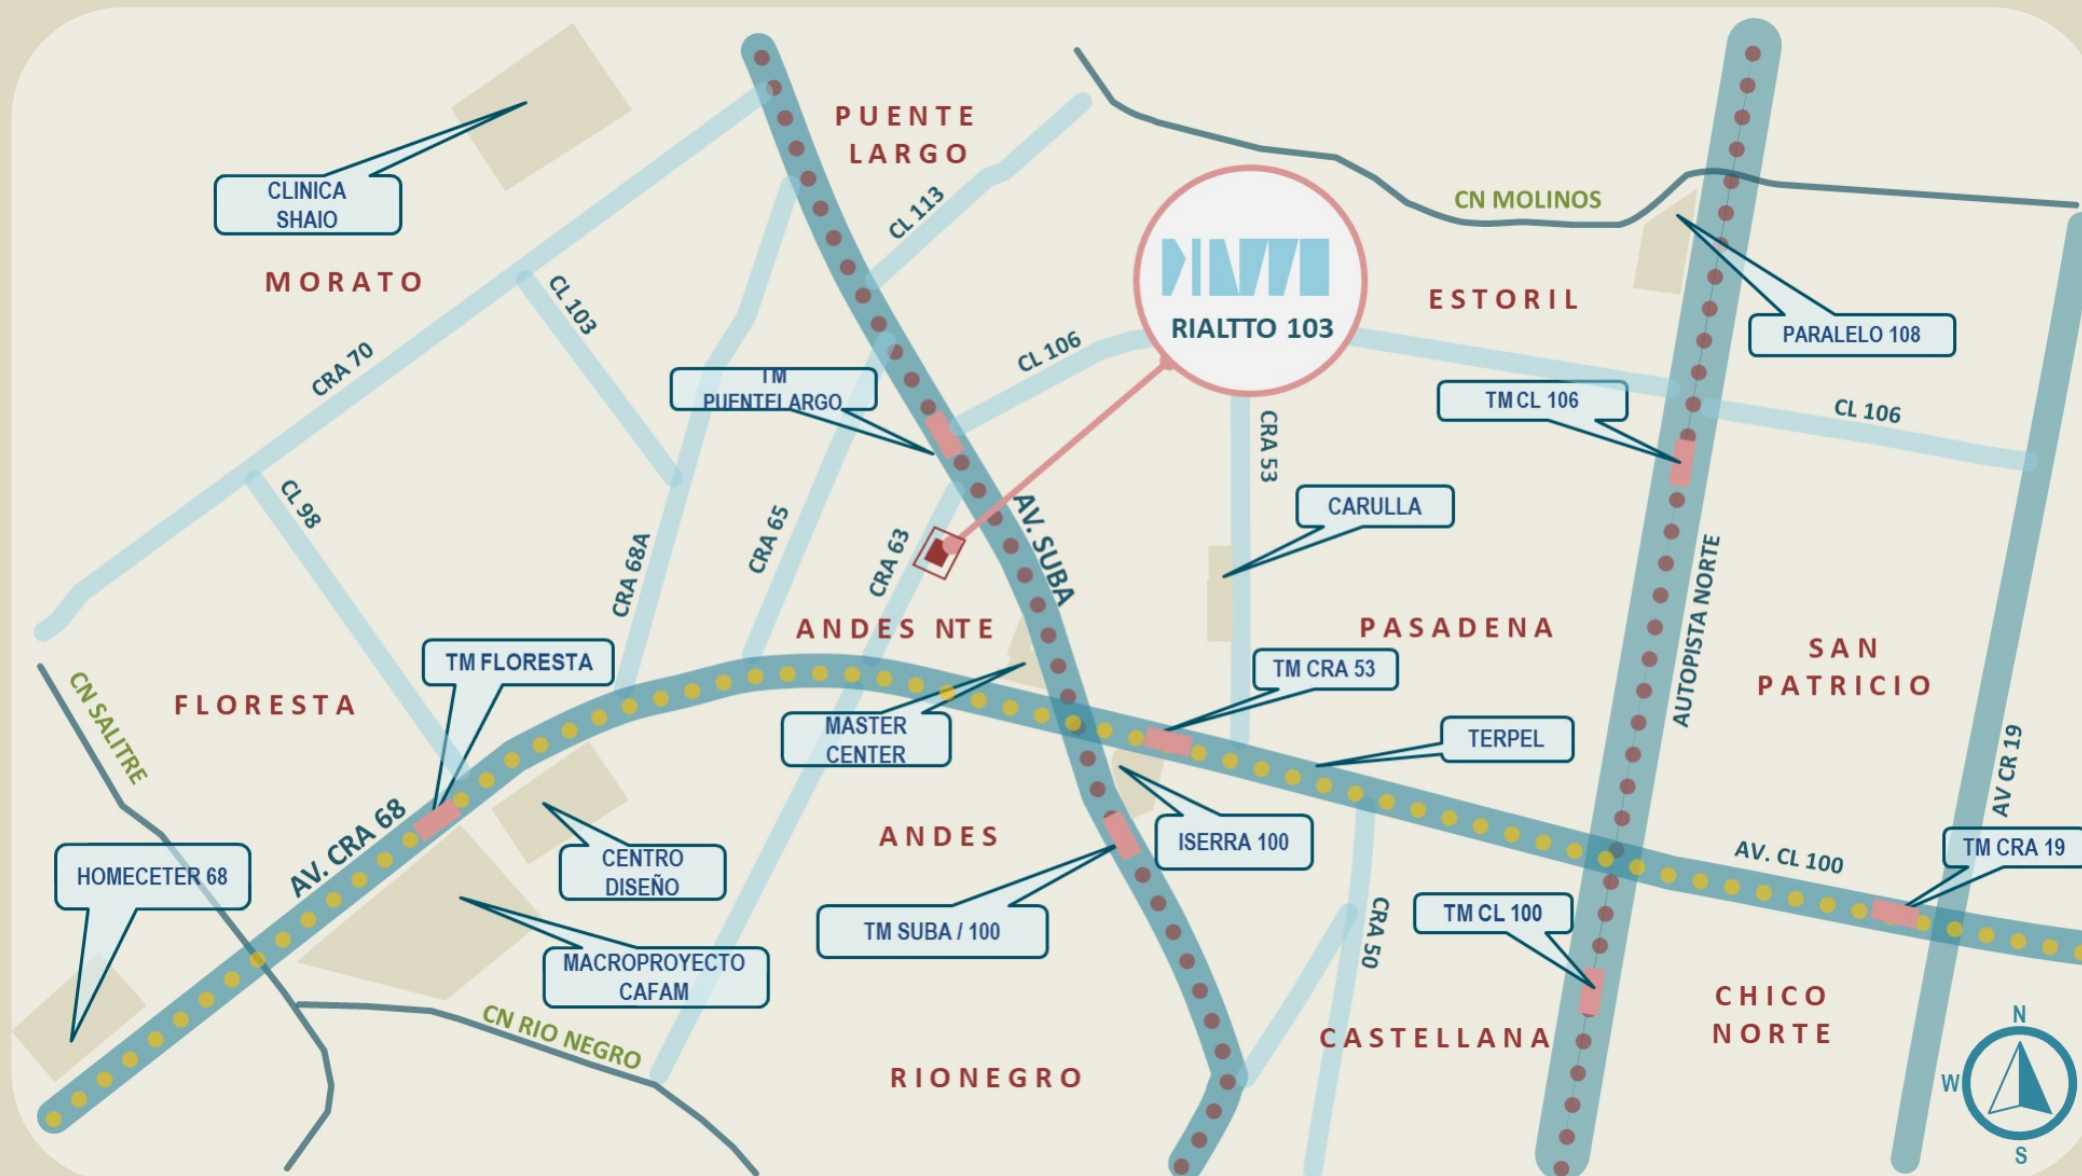 PUENTE
LARGO
CLINICA
SHAIO
MORATO
CL 113
CN MOLINOS
RIALTTO 103
ESTORIL
CL 103
CRA 70
CL 106
PARALELO 108
TM
PUENTELARGO
TM CL 106
CL 106
CRA 53
CL 98
CARULLA
AV. SUBA
CRA 68A
CRA 65
CRA 63
AUTOPISTA NORTE
ANDES NTE
PASADENA
SAN
PATRICIO
TM FLORESTA
TM CRA 53
CN SALITRE
FLORESTA
MASTER
CENTER
TERPEL
AV CR 19
AV. CRA 68
ANDES
ISERRA 100
AV. CL 100
TM CRA 19
HOMECETER 68
CENTRO
DISEÑO
TM SUBA / 100
CRA 50
TM CL 100
MACROPROYECTO
CAFAM
CN RIO NEGRO
CHICO
NORTE
CASTELLANA
RIONEGRO
N
W
S